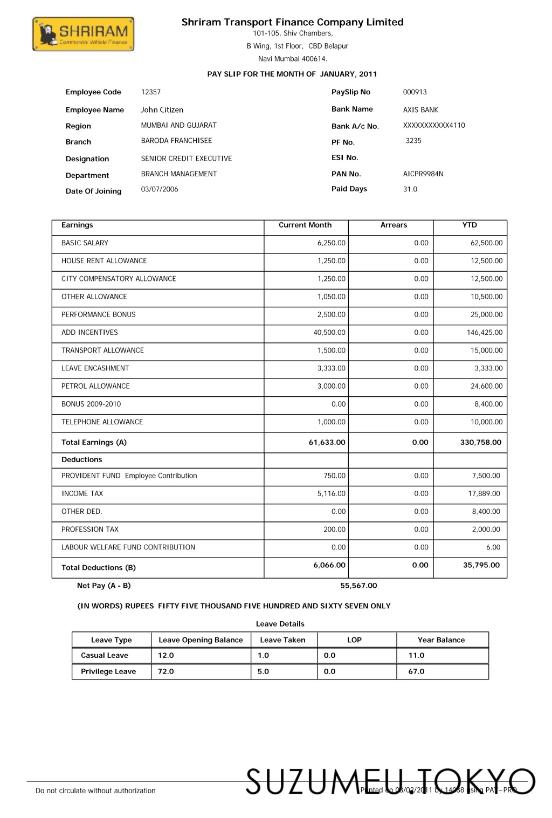 SHRIRAM
Commercial Vehicle Finance
Shriram Transport Finance Company Limited
101-105, Shiv Chambers,
B Wing, 1st Floor, CBD Belapur
Navi Mumbai 400614.
PAY SLIP FOR THE MONTH OF JANUARY, 2011
Employee Code 12357 PaySlip No 000913
Employee Name John Citizen Bank Name AXIS BANK
Region MUMBAI AND GUJARAT Bank A/c No. XXXXXXXXXXX4110
Branch BARODA FRANCHISEE PF No. 3235
Designation SENIOR CREDIT EXECUTIVE ESI No.
Department BRANCH MANAGEMENT PAN No. AICPR9984N
Date Of Joining 03/07/2006 Paid Days 31.0
Earnings Current Month Arrears YTD
BASIC SALARY 6,250.00 0.00 62,500.00
HOUSE RENT ALLOWANCE 1,250.00 0.00 12,500.00
CITY COMPENSATORY ALLOWANCE 1,250.00 0.00 12,500.00
OTHER ALLOWANCE 1,050.00 0.00 10,500.00
PERFORMANCE BONUS 2,500.00 0.00 25,000.00
ADD INCENTIVES 40,500.00 0.00 146,425.00
TRANSPORT ALLOWANCE 1,500.00 0.00 15,000.00
LEAVE ENCASHMENT 3,333.00 0.00 3,333.00
PETROL ALLOWANCE 3,000.00 0.00 24,600.00
BONUS 2009-2010 0.00 0.00 8,400.00
TELEPHONE ALLOWANCE 1,000.00 0.00 10,000.00
Total Earnings (A) 61,633.00 0.00 330,758.00
Deductions
PROVIDENT FUND Employee Contribution 750.00 0.00 7,500.00
INCOME TAX 5,116.00 0.00 17,889.00
OTHER DED. 0.00 0.00 8,400.00
PROFESSION TAX 200.00 0.00 2,000.00
LABOUR WELFARE FUND CONTRIBUTION 0.00 0.00 6.00
Total Deductions (B) 6,066.00 0.00 35,795.00
Net Pay (A - B) 55,567.00
(IN WORDS) RUPEES FIFTY FIVE THOUSAND FIVE HUNDRED AND SIXTY SEVEN ONLY
Leave Details
Leave Type Leave Opening Balance Leave Taken LOP Year Balance
Casual Leave 12.0 1.0 0.0 11.0
Privilege Leave 72.0 5.0 0.0 67.0
SUZUMEU.TOKYO
Do not circulate without authorization Printed on